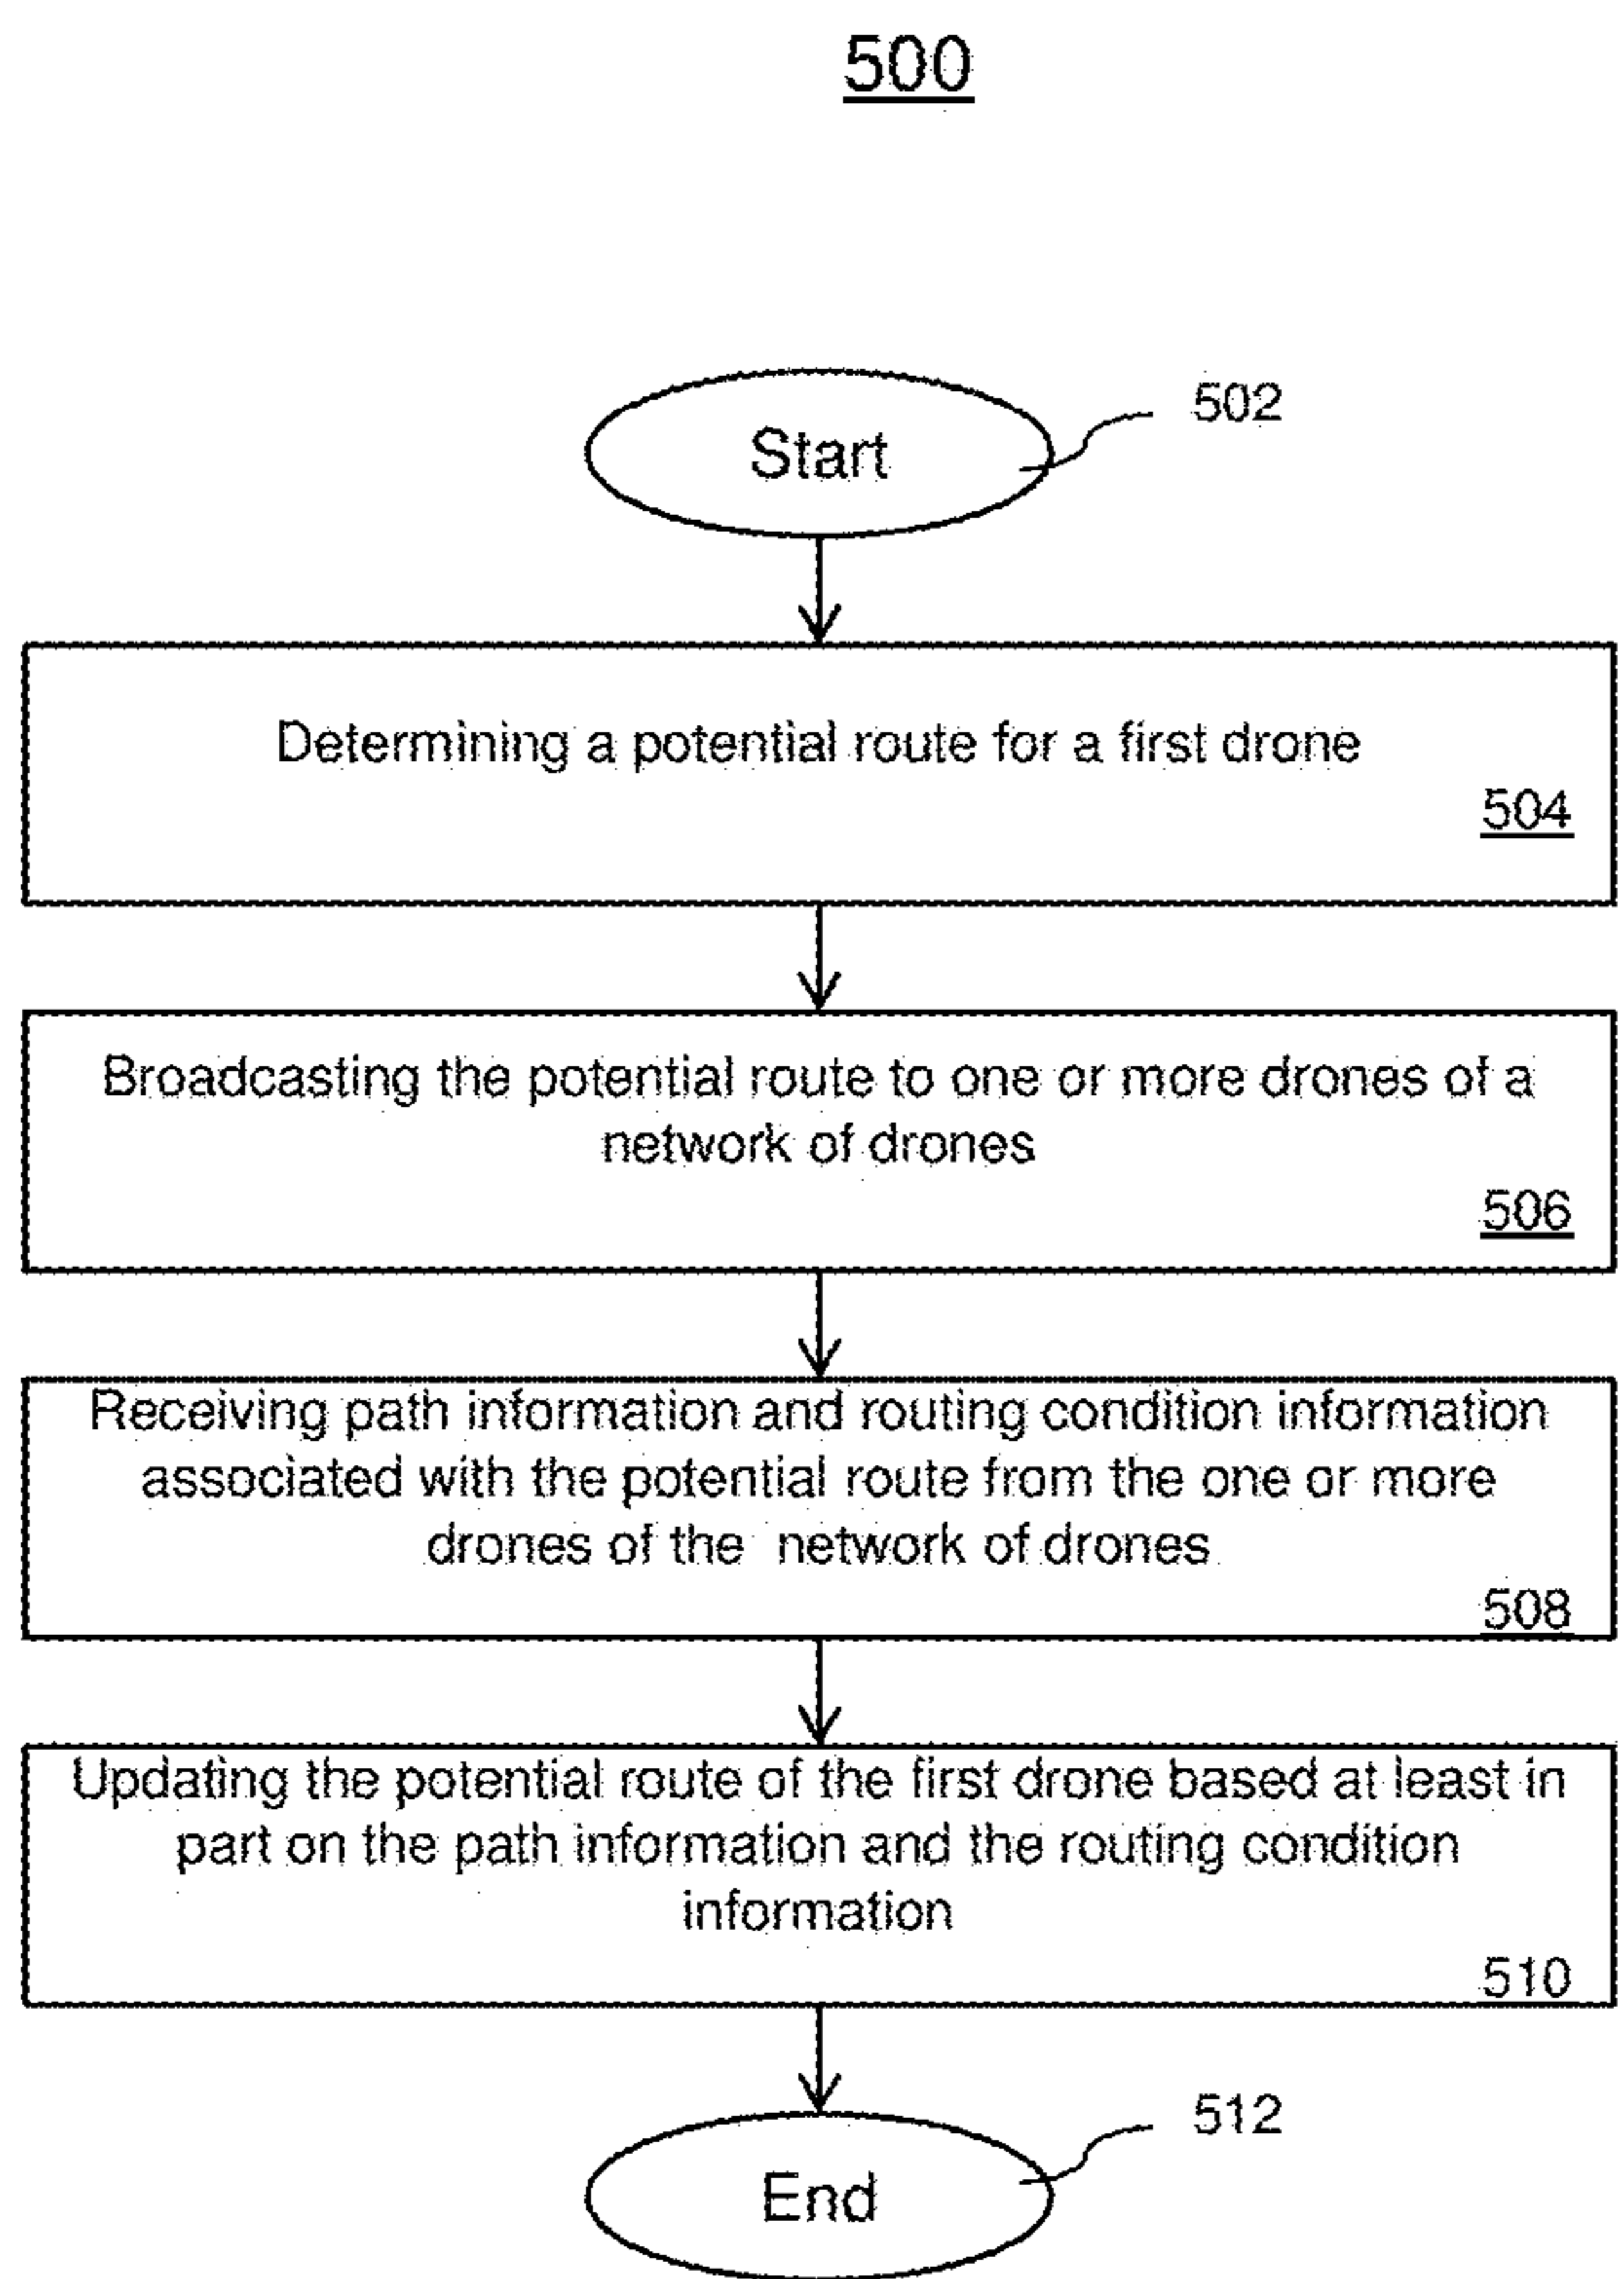 500
502
Start
Determining a potential route for a first drone
504
Broadcasting the potential route to one or more drones of a
network of drones
506
Receiving path information and routing condition information
associated with the potential route from the one or more
drones of the network of drones
508
Updating the potential route of the first drone based at least in
part on the path information and the routing condition
information
510
512
End